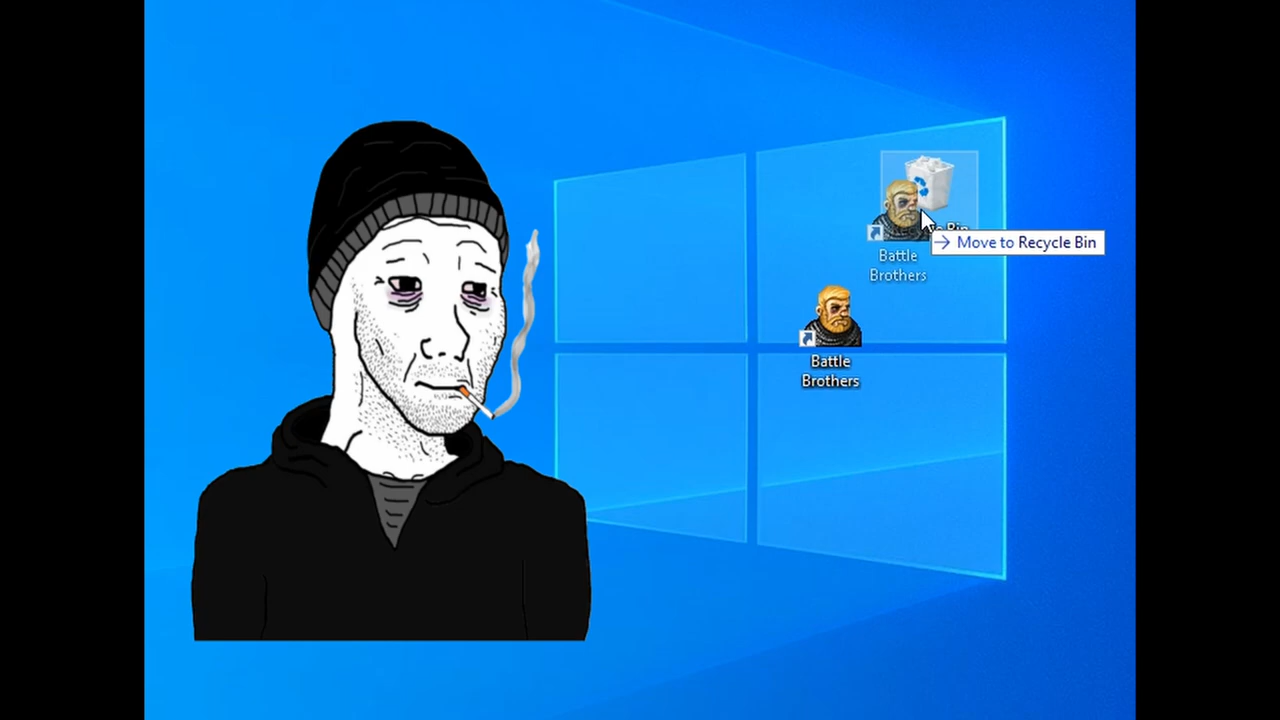 Move to Recycle Bin
Battle
Brothers
Battle
Brothers